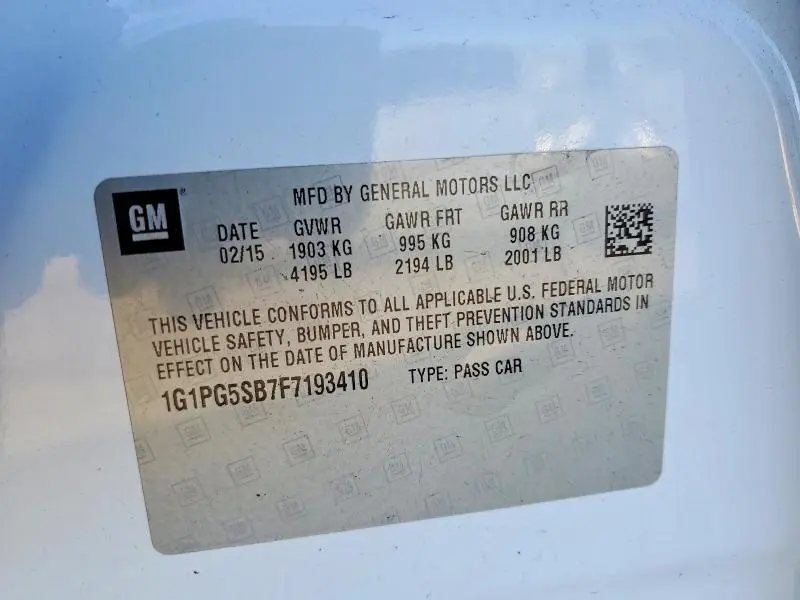 GM®
MFD BY GENERAL MOTORS LLC
DATE GVWR GAWR FRT GAWR RR
02/15 1903 KG 995 KG 908 KG
4195 LB 2194 LB 2001 LB
THIS VEHICLE CONFORMS TO ALL APPLICABLE U.S. FEDERAL MOTOR
VEHICLE SAFETY, BUMPER, AND THEFT PREVENTION STANDARDS IN
EFFECT ON THE DATE OF MANUFACTURE SHOWN ABOVE.
1G1PG5SB7F7193410 TYPE: PASS CAR